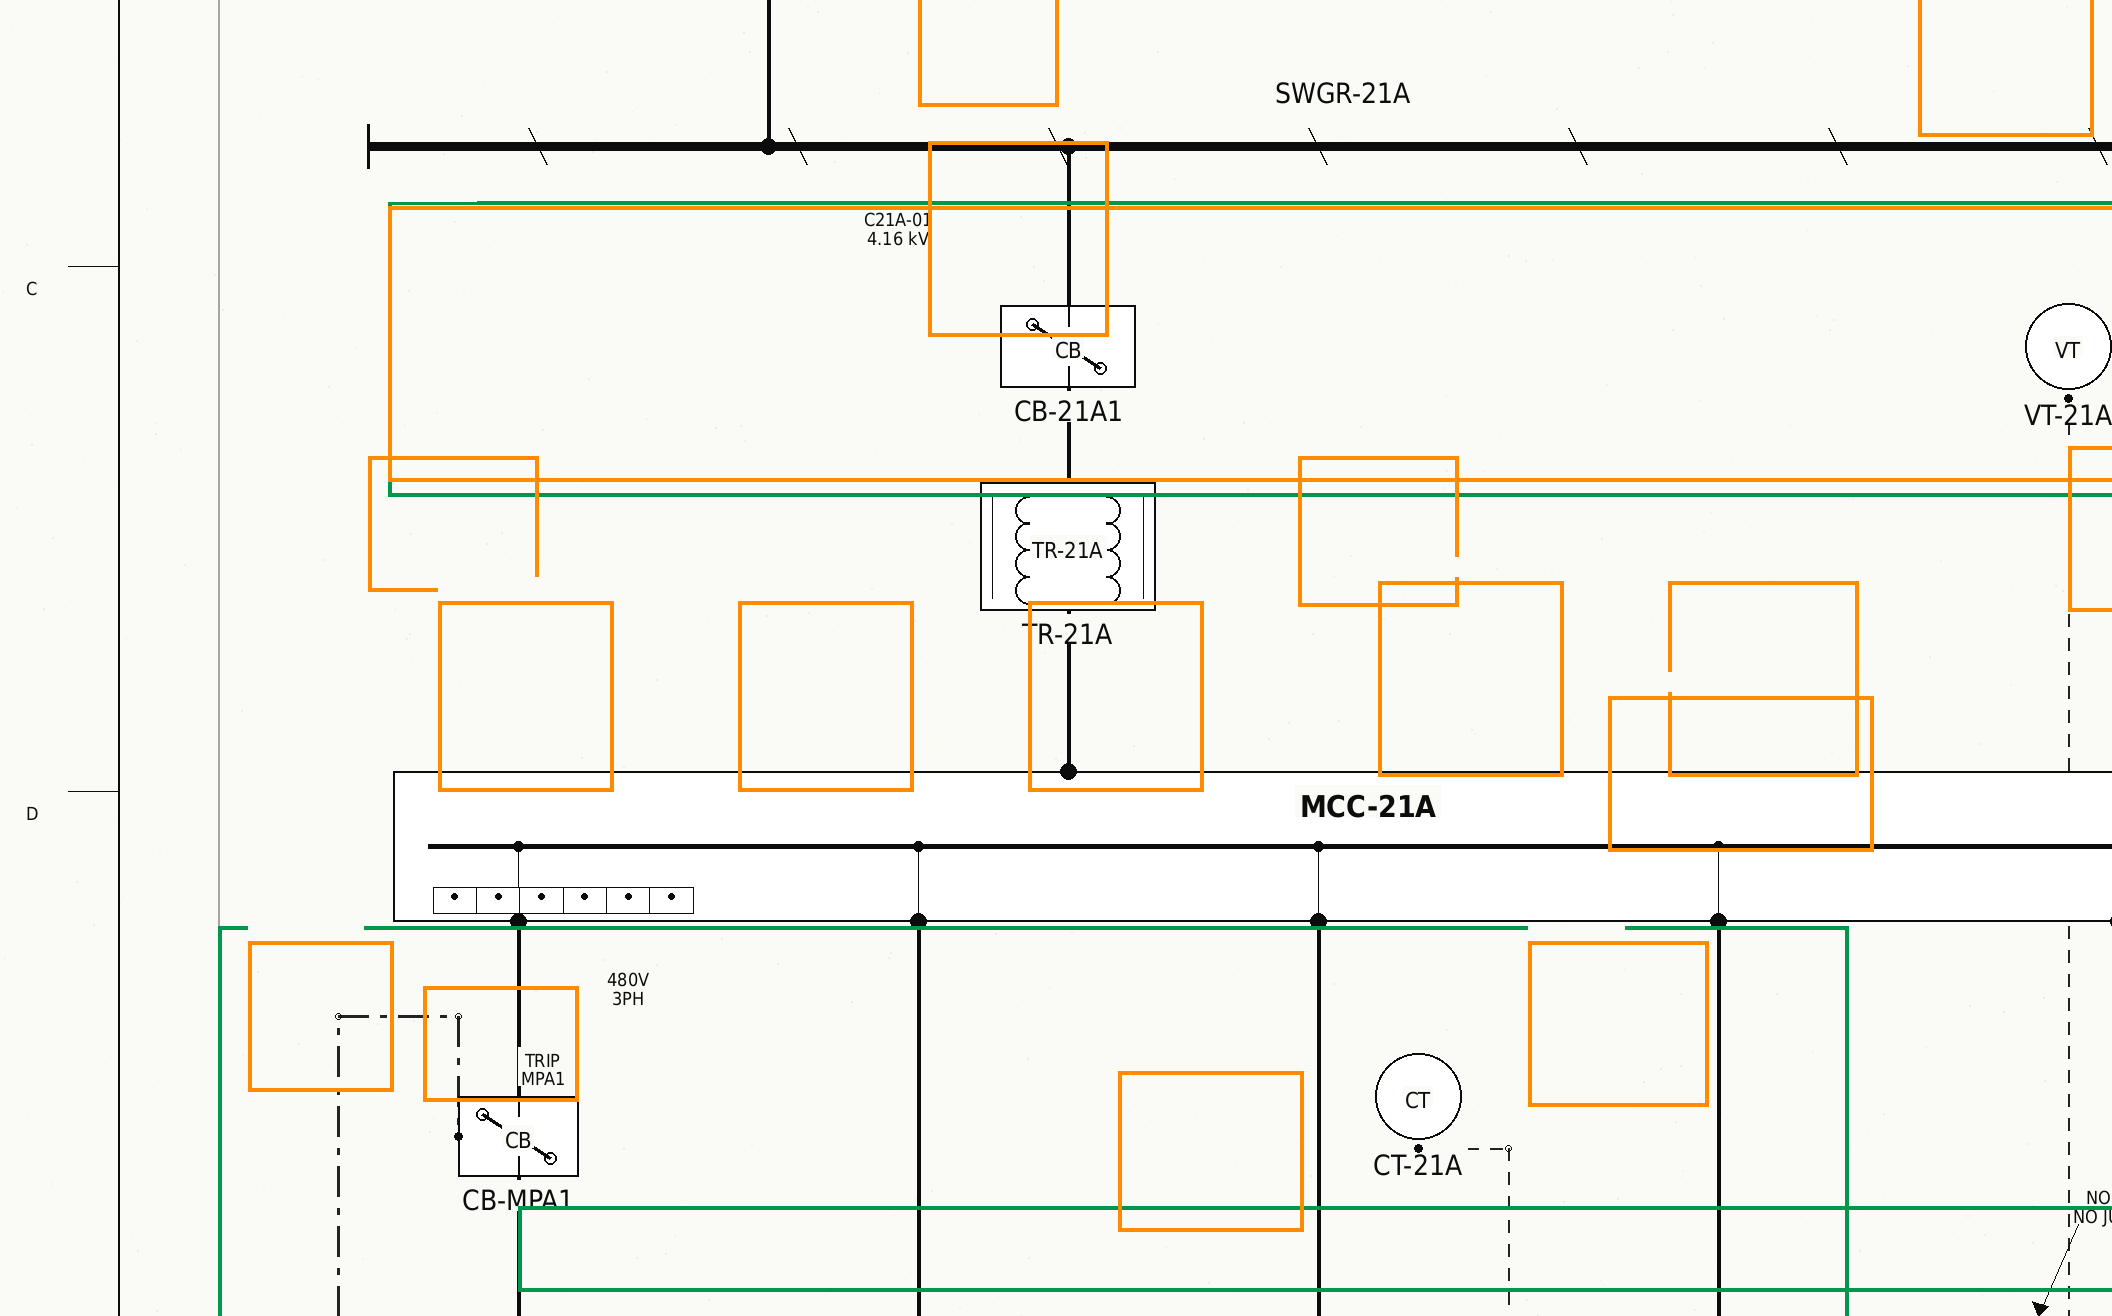 SWGR-21A
C21A-01
4.16 kV
C
CB
VT
CB-21A1
VT-21A
TR-21A
TR-21A
MCC-21A
D
480V
3PH
TRIP
MPA1
CB
CT
CT-21A
CB-MPA1
NO
NO